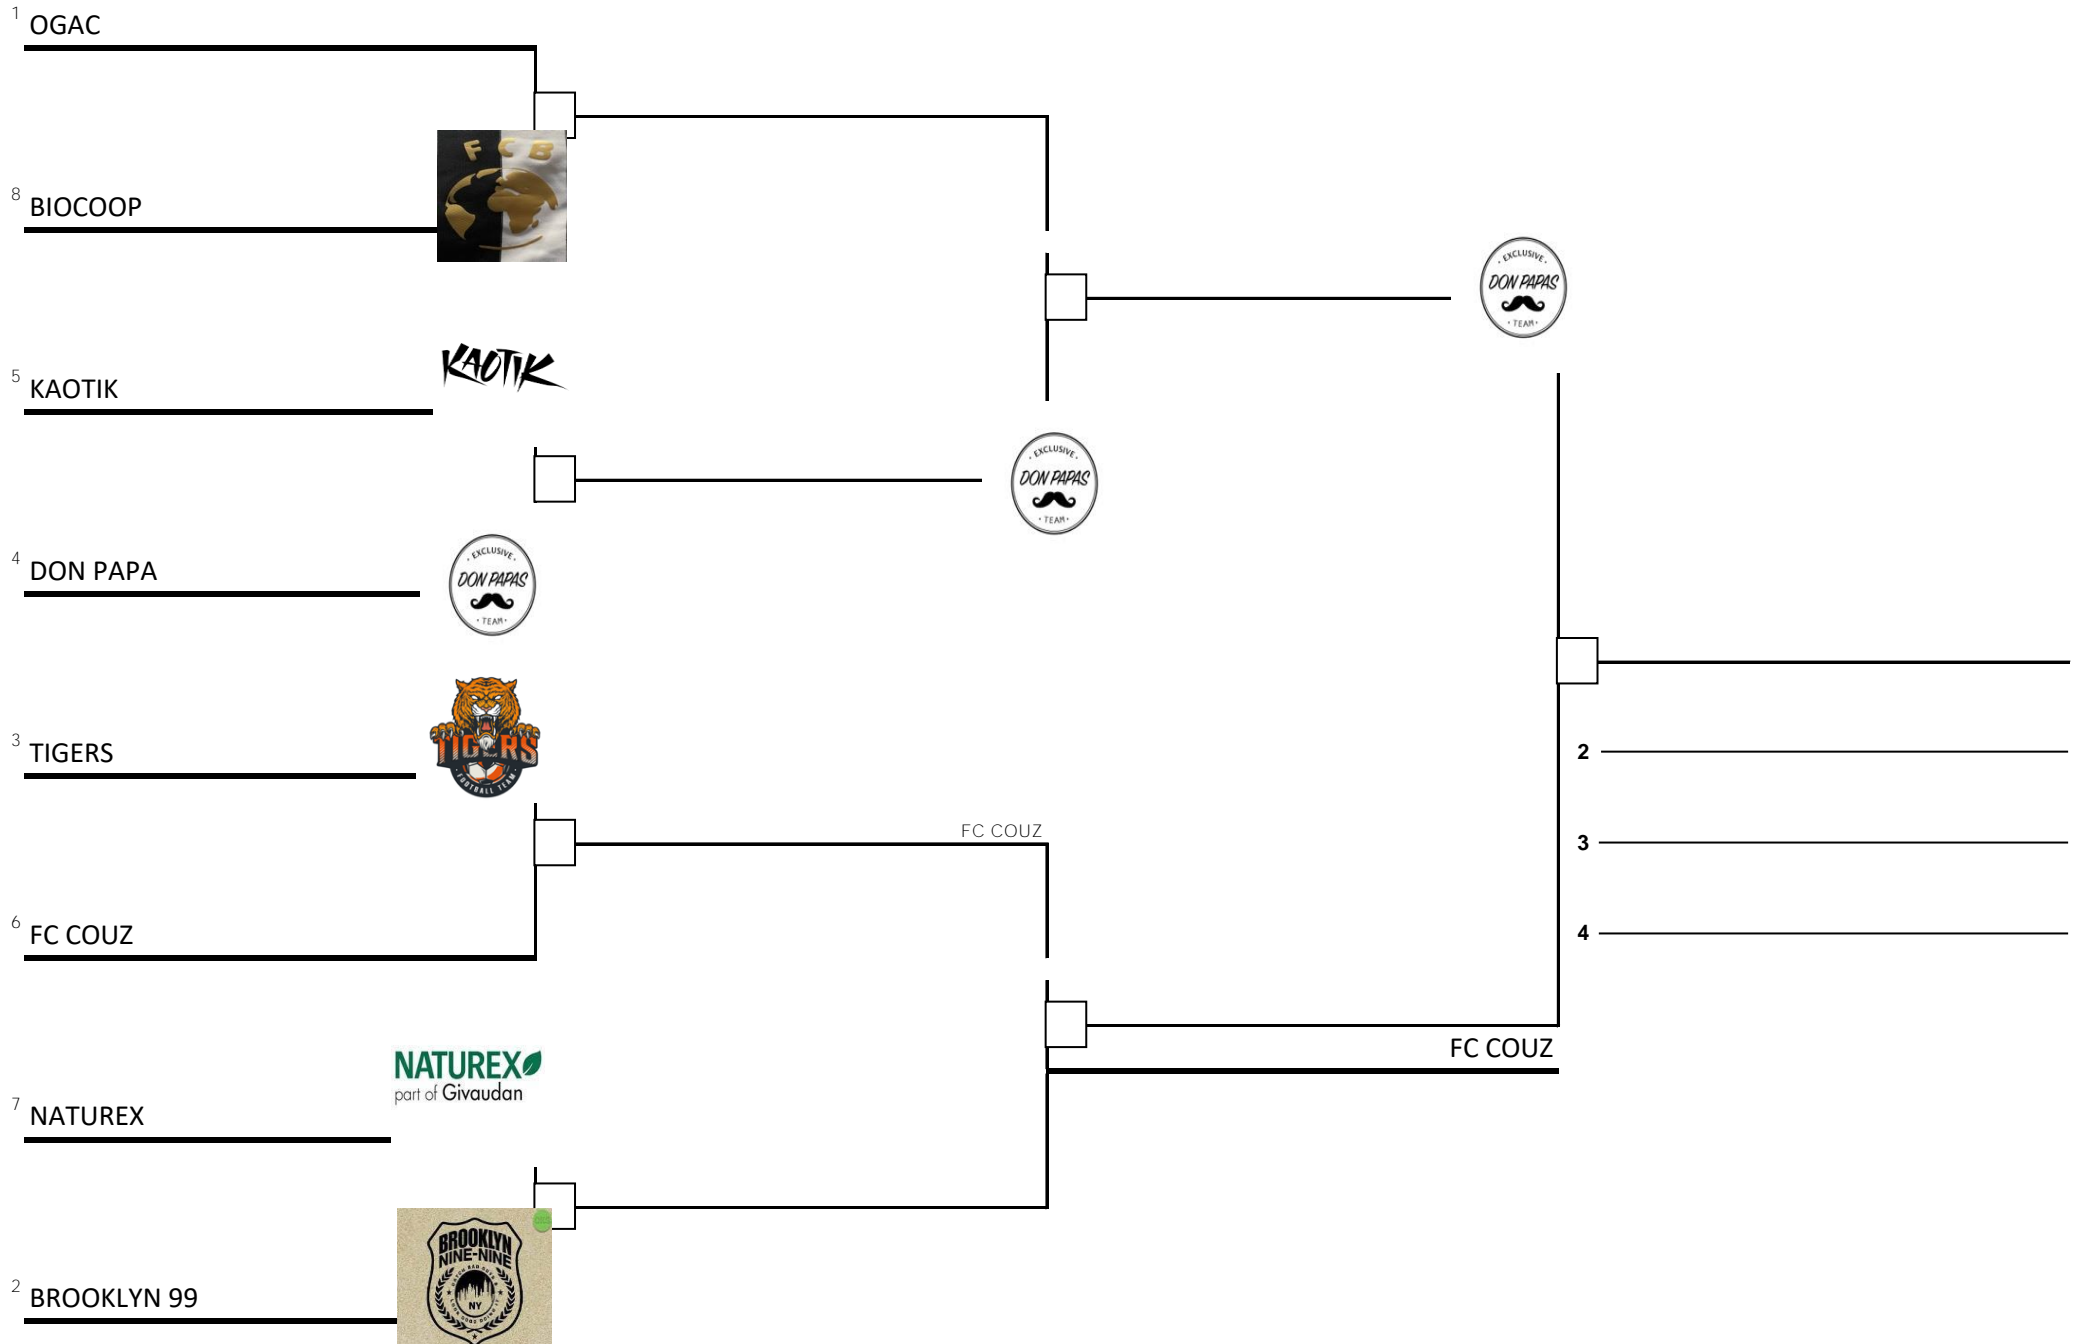 1
OGAC
F C B
8
BIOCOOP
· EXCLUSIVE ·
DON PAPAS
· TEAM ·
KAOTIK
5
KAOTIK
· EXCLUSIVE ·
DON PAPAS
· TEAM ·
4
DON PAPA
· EXCLUSIVE ·
DON PAPAS
· TEAM ·
3
TIGERS
TIGERS
FOOTBALL TEAM
2
FC COUZ
3
6
FC COUZ
4
FC COUZ
NATUREX
part of Givaudan
7
NATUREX
BROOKLYN
NINE-NINE
NY
2
BROOKLYN 99